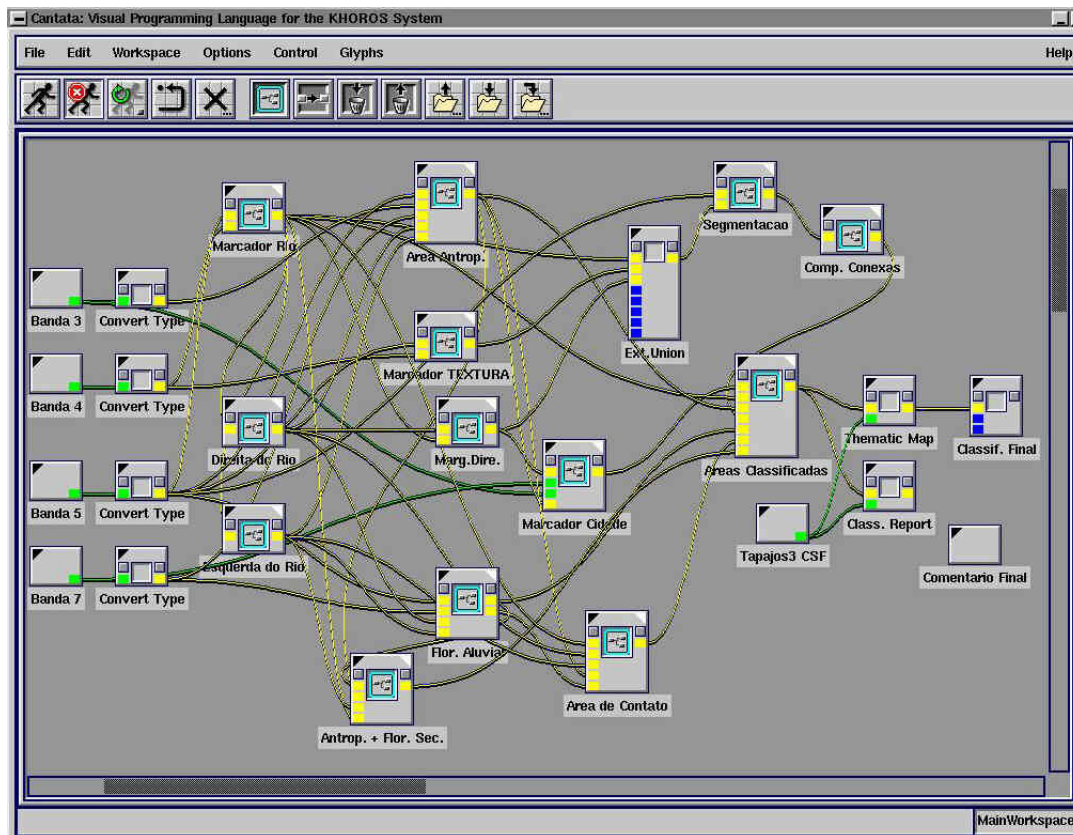 Cantata: Visual Programming Language for the KHOROS System
File Edit Workspace Options Control Glyphs Help
Marcador Rio
Area Antrop.
Segmentacao
Comp. Conexas
Banda 3
Convert Type
Ext.Union
Banda 4
Convert Type
Marcador TEXTURA
Direita do Rio
Marg.Dire.
Areas Classificadas
Thematic Map
Classif. Final
Banda 5
Convert Type
Marcador Cidade
Class. Report
Esquerda do Rio
Tapajos3 CSF
Comentario Final
Banda 7
Convert Type
Flor. Aluvial
Area de Contato
Antrop. + Flor. Sec.
MainWorkspace